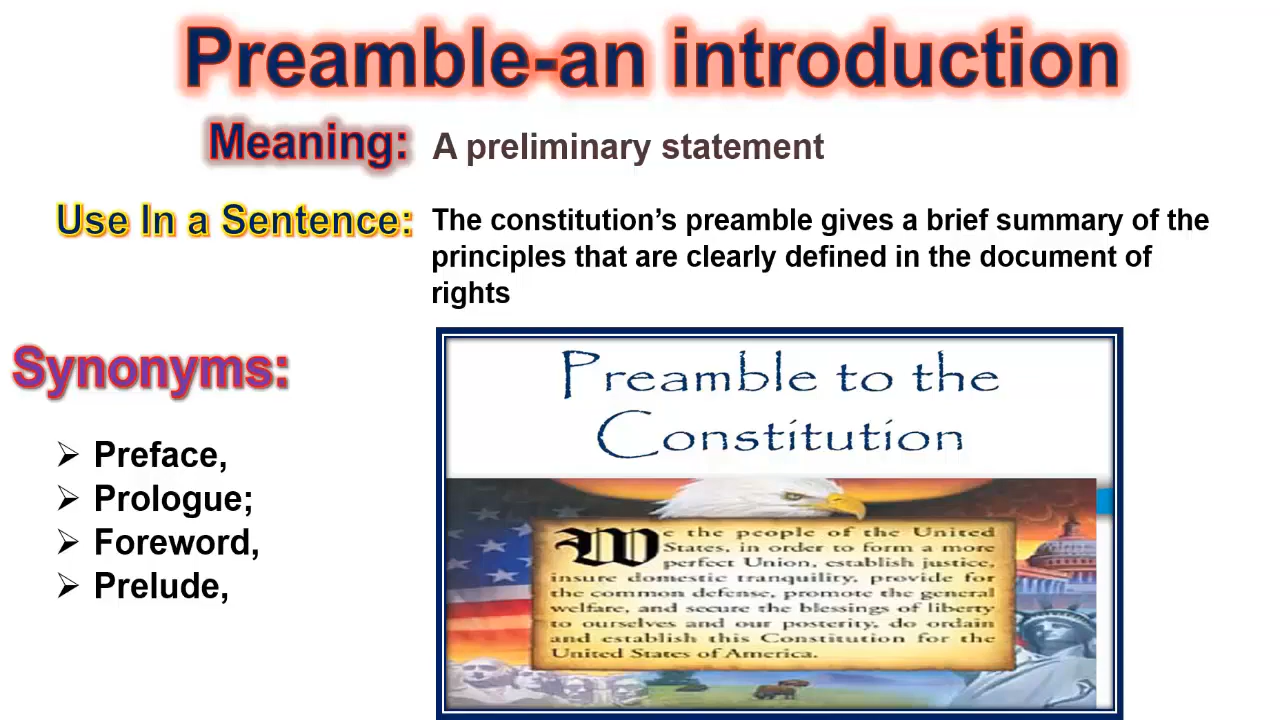 Preamble-an introduction
Meaning: A preliminary statement
Use In a Sentence: The constitution’s preamble gives a brief summary of the
principles that are clearly defined in the document of
rights
Synonyms:
Preface,
Prologue;
Foreword,
Prelude,
Preamble to the
Constitution
We the people of the United
States, in order to form a more
perfect Union, establish justice,
insure domestic tranquility, provide for
the common defense, promote the general
welfare, and secure the blessings of liberty
to ourselves and our posterity, do ordain
and establish this Constitution for the
United States of America.